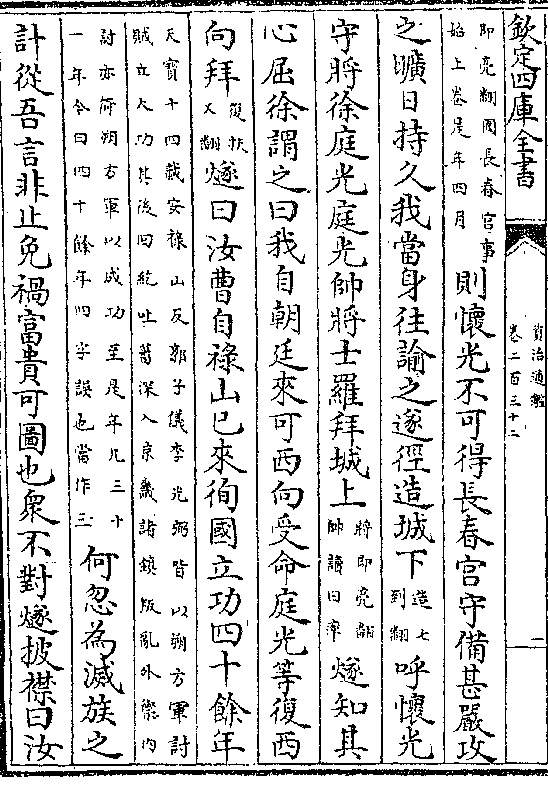 欽定四庫全書
資治通鑑
卷二百三十二
二
即亮翻圍長春宮事
始上卷是年四月
則懷光不可得長春宮守備甚嚴攻
之曠日持久我當身往諭之遂徑造城下
造七
到翻
呼懷光
守將徐庭光庭光帥將士羅拜城上
將即亮翻
帥讀曰率
燧知其
心屈徐謂之曰我自朝廷來可西向受命庭光等復西
向拜
復扶
又翻
燧曰汝曹自祿山已來徇國立功四十餘年
天寶十四載安祿山反郭子儀李光弼皆以朔方軍討
賊立大功其後回紇吐蕃深入京畿諸鎮叛亂外禦内
討亦倚朔方軍以成功至是年凡三十
一年今曰四十餘年四字誤也當作三
何忽為滅族之
計從吾言非止免禍富貴可圖也衆不對燧披襟曰汝